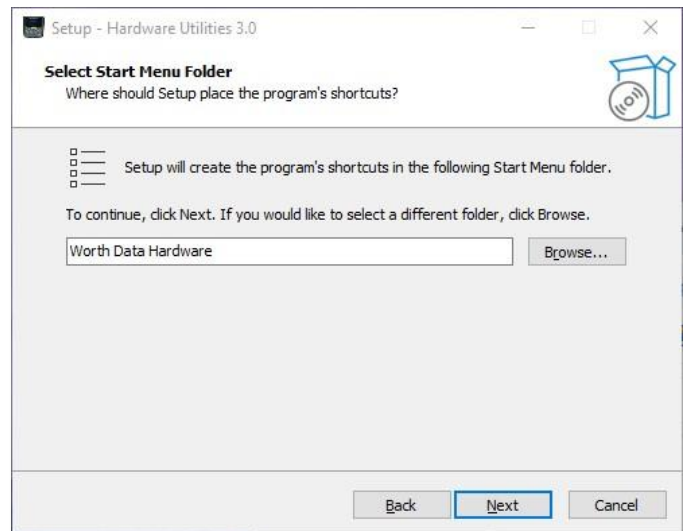 Setup - Hardware Utilities 3.0
Select Start Menu Folder
Where should Setup place the program's shortcuts?
Setup will create the program's shortcuts in the following Start Menu folder.
To continue, click Next. If you would like to select a different folder, click Browse.
Worth Data Hardware
Browse...
Back
Next
Cancel